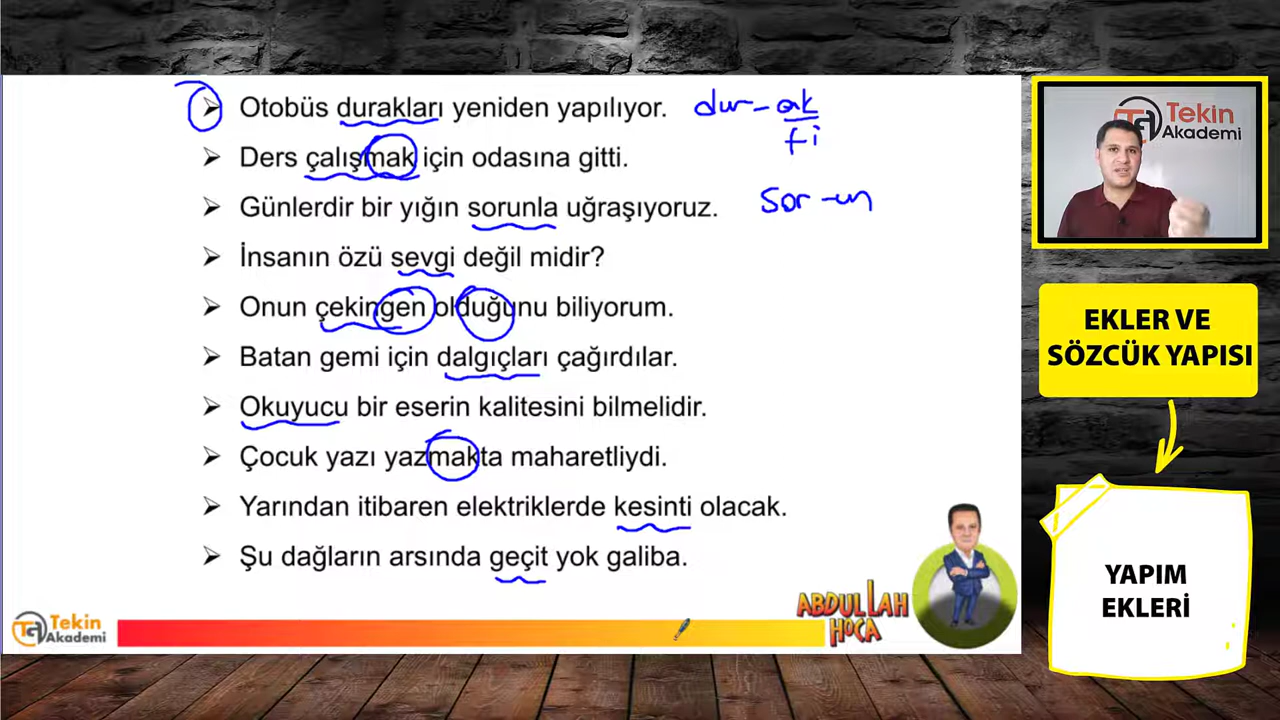 Otobüs durakları yeniden yapılıyor. dur-ak
fi
Ders çalışmak için odasına gitti.
Günlerdir bir yığın sorunla uğraşıyoruz. sor-un
İnsanın özü sevgi değil midir?
Onun çekingen olduğunu biliyorum.
Batan gemi için dalgıçları çağırdılar.
Okuyucu bir eserin kalitesini bilmelidir.
Çocuk yazı yazmakta maharetliydi.
Yarından itibaren elektriklerde kesinti olacak.
Şu dağların arsında geçit yok galiba.
Tekin
Akademi
ABDULLAH
HOCA
Tekin
Akademi
EKLER VE
SÖZCÜK YAPISI
YAPIM
EKLERİ